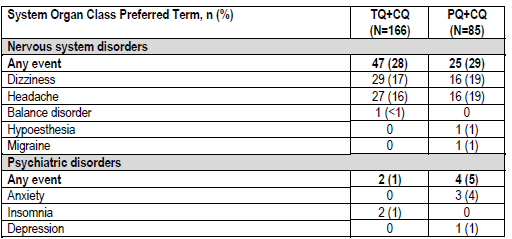 System Organ Class Preferred Term, n (%) TQ+CQ (N=166) PQ+CQ (N=85)
Nervous system disorders
Any event 47 (28) 25 (29)
Dizziness 29 (17) 16 (19)
Headache 27 (16) 16 (19)
Balance disorder 1 (<1) 0
Hypoesthesia 0 1 (1)
Migraine 0 1 (1)
Psychiatric disorders
Any event 2 (1) 4 (5)
Anxiety 0 3 (4)
Insomnia 2 (1) 0
Depression 0 1 (1)